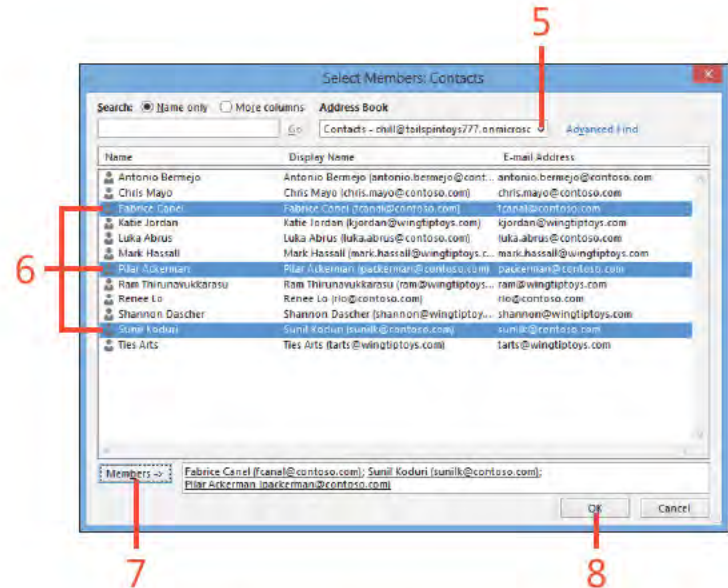 5
Select Members: Contacts
Search: Name only More columns Address Book
Go Contacts - chill@tailspintoys777.onmicrosc Advanced Find
Name Display Name E-mail Address
Antonio Bermejo Antonio Bermejo (antonio.bermejo@cont... antonio.bermejo@contoso.com
Chris Mayo Chris Mayo (chris.mayo@contoso.com) chris.mayo@contoso.com
Fabrice Canel Fabrice Canel (fcanal@contoso.com) fcanal@contoso.com
Katie Jordan Katie Jordan (kjordan@wingtiptoys.com) kjordan@wingtiptoys.com
Luka Abrus Luka Abrus (luka.abrus@contoso.com) luka.abrus@contoso.com
Mark Hassall Mark Hassall (mark.hassall@wingtiptoys.c... mark.hassall@wingtiptoys.com
6
Pilar Ackerman Pilar Ackerman (packerman@contoso.com) packerman@contoso.com
Ram Thirunavukkarasu Ram Thirunavukkarasu (ram@wingtiptoys... ram@wingtiptoys.com
Renee Lo Renee Lo (rlo@contoso.com) rlo@contoso.com
Shannon Dascher Shannon Dascher (shannon@wingtiptoy... shannon@wingtiptoys.com
Sunil Koduri Sunil Koduri (sunilk@contoso.com) sunilk@contoso.com
Ties Arts Ties Arts (tarts@wingtiptoys.com) tarts@wingtiptoys.com
Members -> Fabrice Canel (fcanal@contoso.com); Sunil Koduri (sunilk@contoso.com);
Pilar Ackerman (packerman@contoso.com)
OK Cancel
7 8